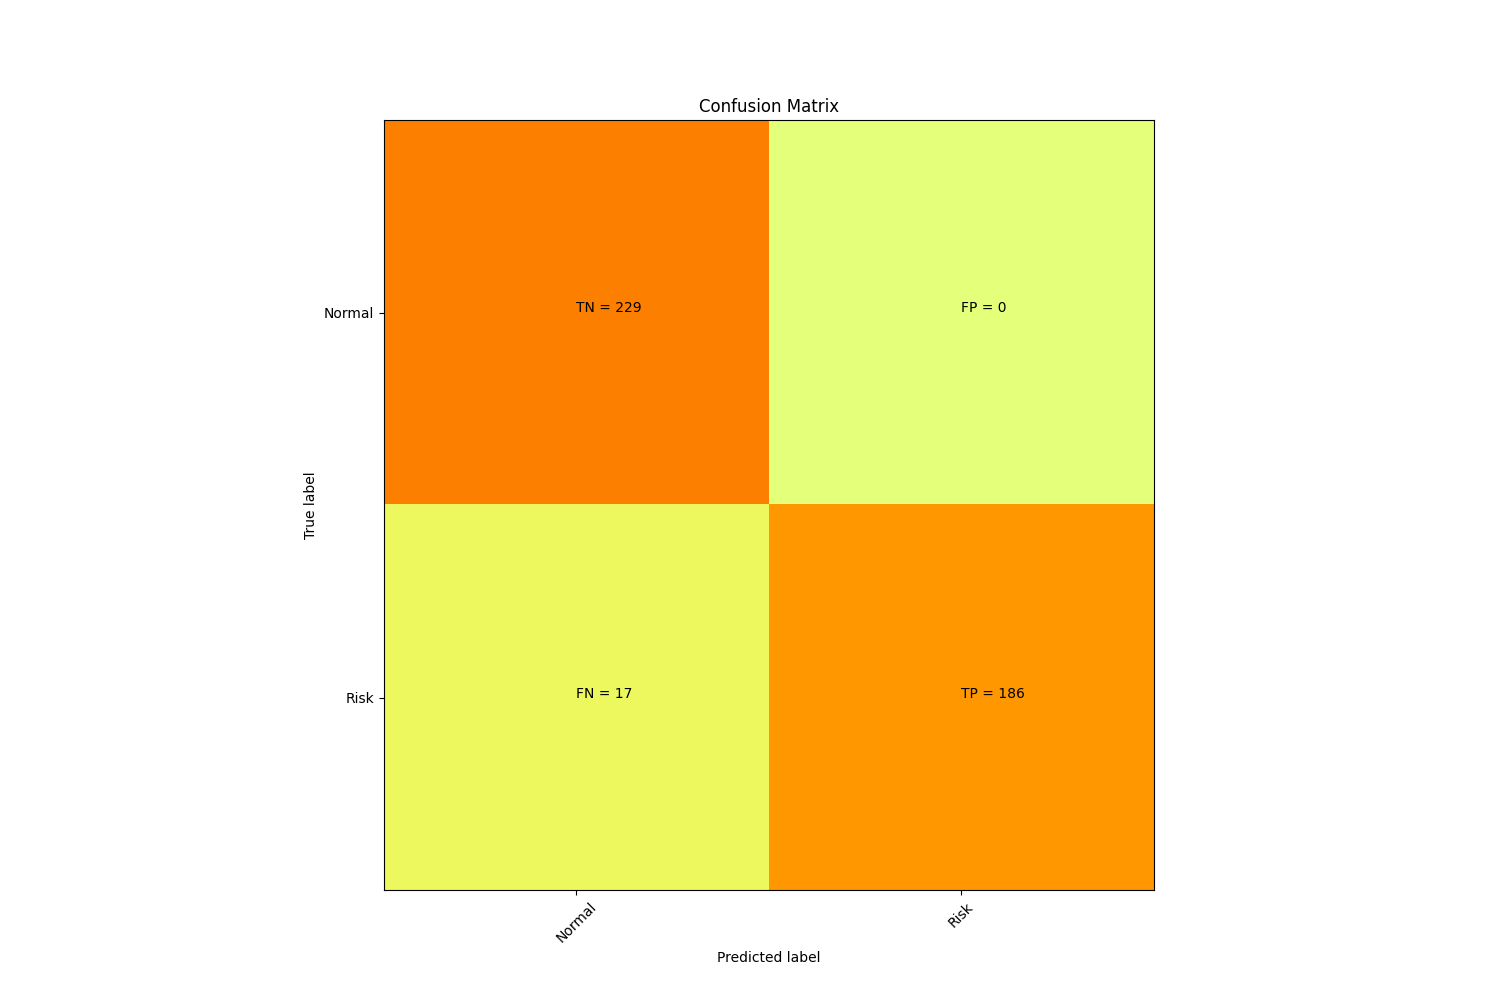 Confusion Matrix
Normal
TN = 229
FP = 0
True label
Risk
FN = 17
TP = 186
Normal
Risk
Predicted label